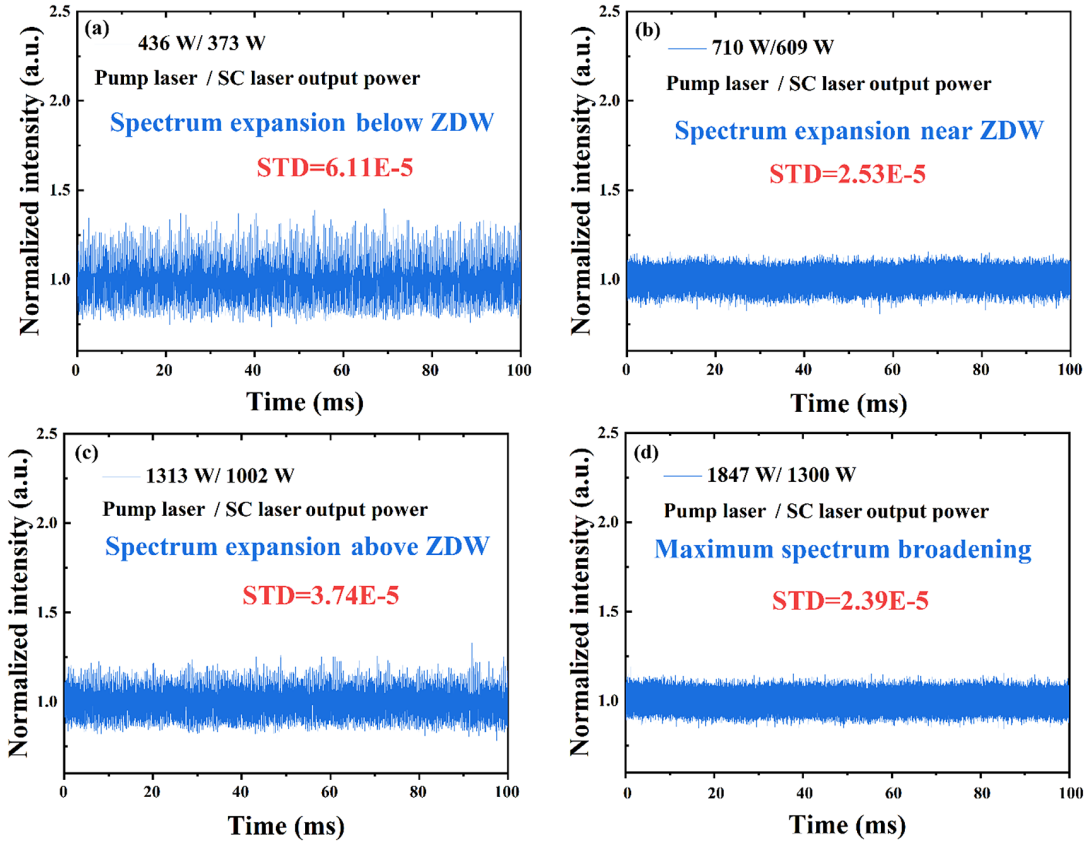 (a)
436 W/ 373 W
Pump laser / SC laser output power
Spectrum expansion below ZDW
STD=6.11E-5
Normalized intensity (a.u.)
2.5
2.0
1.5
1.0
0 20 40 60 80 100
Time (ms)
(b)
710 W/609 W
Pump laser / SC laser output power
Spectrum expansion near ZDW
STD=2.53E-5
Normalized intensity (a.u.)
2.5
2.0
1.5
1.0
0 20 40 60 80 100
Time (ms)
(c)
1313 W/ 1002 W
Pump laser / SC laser output power
Spectrum expansion above ZDW
STD=3.74E-5
Normalized intensity (a.u.)
2.5
2.0
1.5
1.0
0 20 40 60 80 100
Time (ms)
(d)
1847 W/ 1300 W
Pump laser / SC laser output power
Maximum spectrum broadening
STD=2.39E-5
Normalized intensity (a.u.)
2.5
2.0
1.5
1.0
0 20 40 60 80 100
Time (ms)